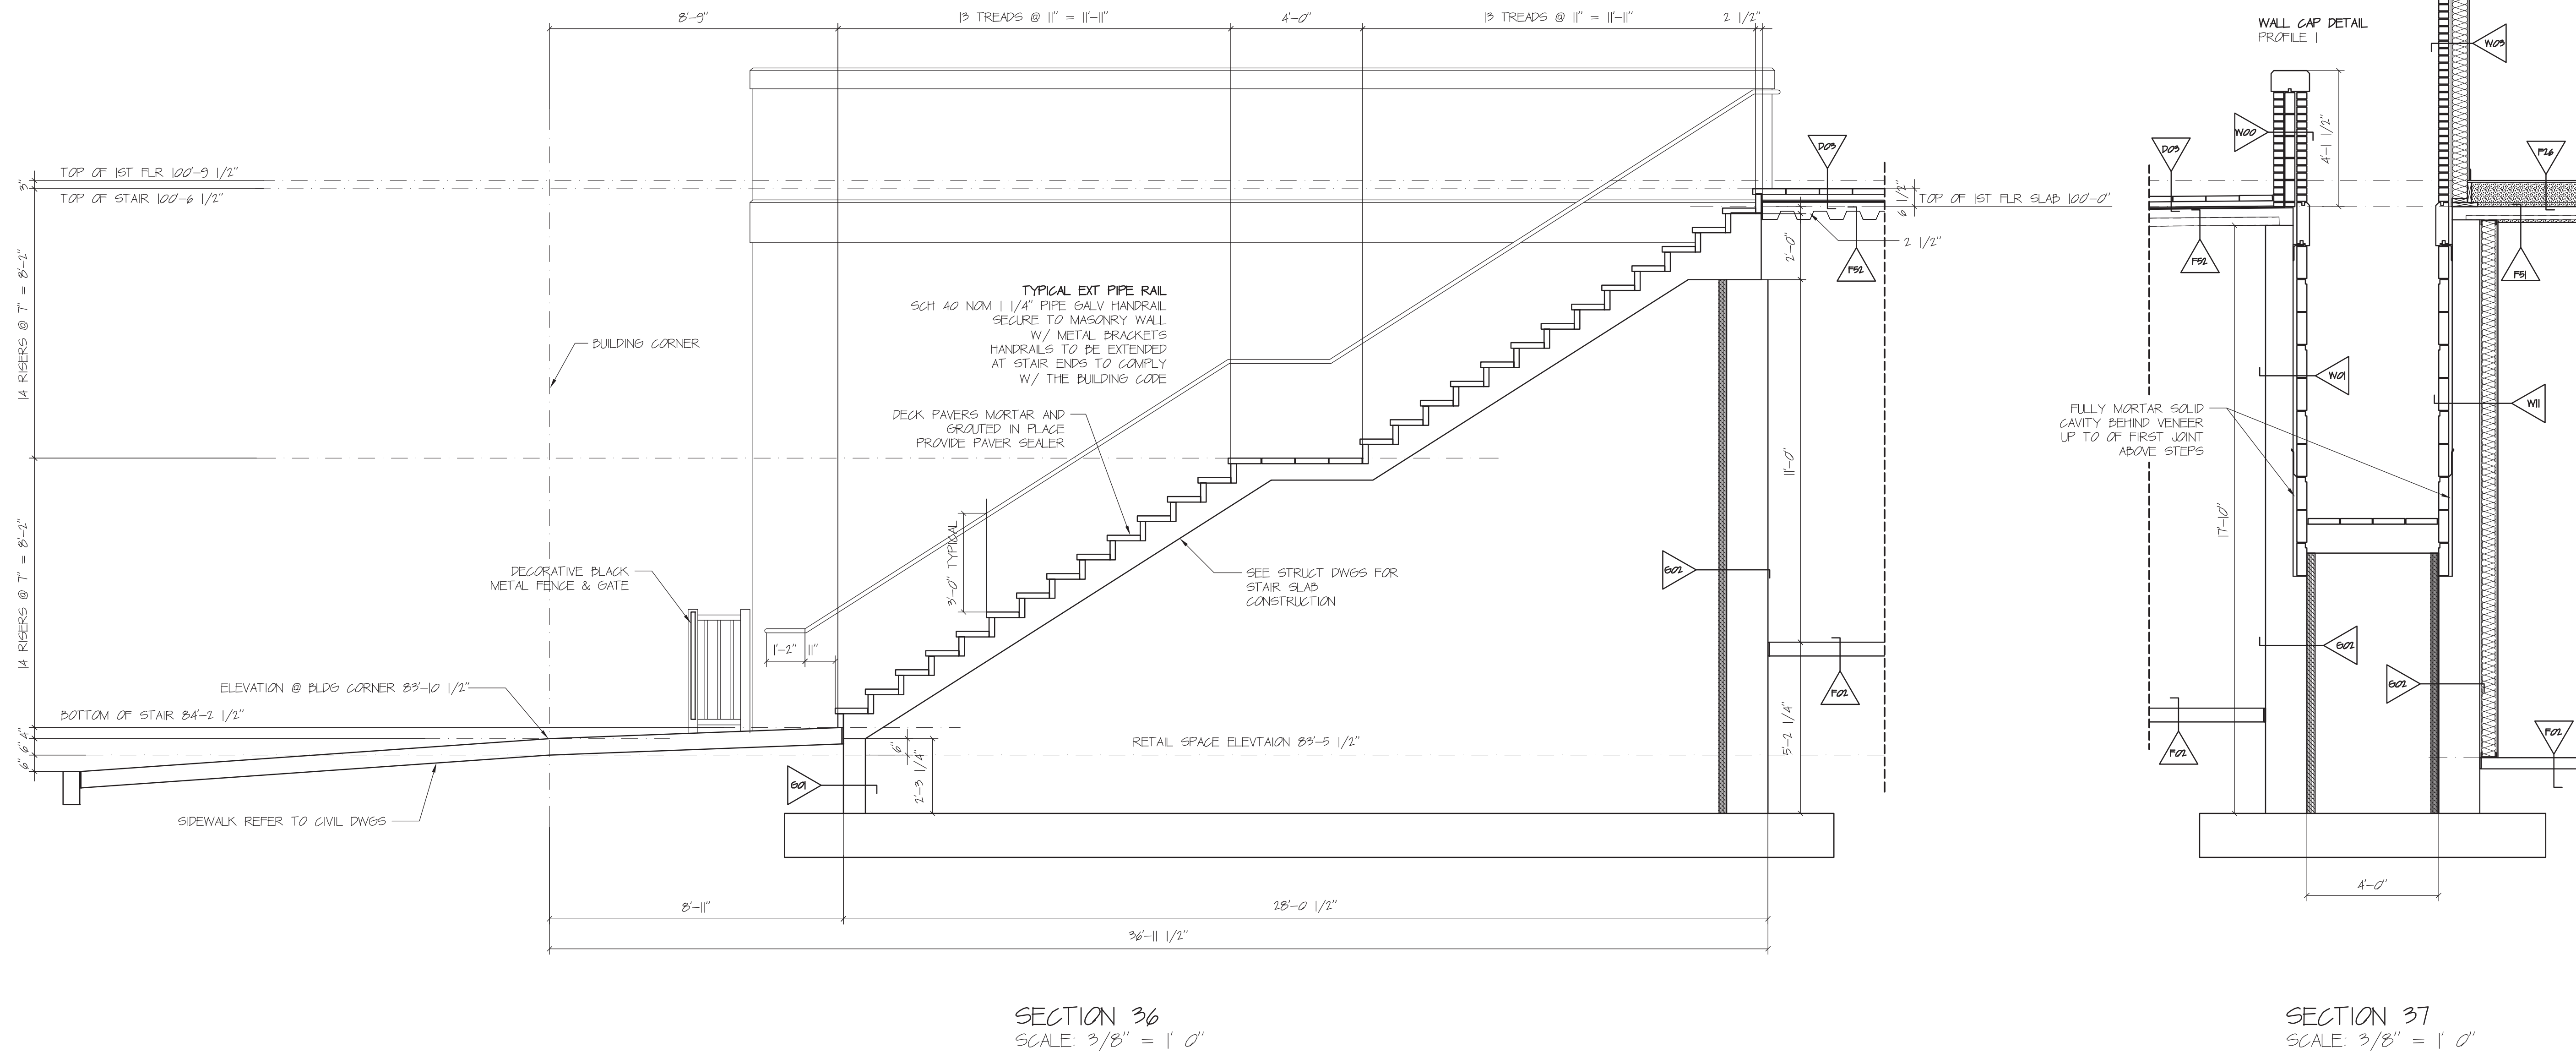 8'-9"
13 TREADS @ 11" = 11'-11"
4'-0"
13 TREADS @ 11" = 11'-11"
2 1/2"
TOP OF 1ST FLR 100'-9 1/2"
3"
TOP OF STAIR 100'-6 1/2"
14 RISERS @ 7" = 8'-2"
14 RISERS @ 7" = 8'-2"
BUILDING CORNER
TYPICAL EXT PIPE RAIL
SCH 40 NOM 1 1/4" PIPE GALV HANDRAIL
SECURE TO MASONRY WALL
W/ METAL BRACKETS
HANDRAILS TO BE EXTENDED
AT STAIR ENDS TO COMPLY
W/ THE BUILDING CODE
DECK PAVERS MORTAR AND
GROUTED IN PLACE
PROVIDE PAVER SEALER
DECORATIVE BLACK
METAL FENCE & GATE
3'-0" TYPICAL
SEE STRUCT DWGS FOR
STAIR SLAB
CONSTRUCTION
1'-2"
11"
ELEVATION @ BLDG CORNER 83'-10 1/2"
BOTTOM OF STAIR 84'-2 1/2"
4"
6"
6"
SIDEWALK REFER TO CIVIL DWGS
RETAIL SPACE ELEVTAION 83'-5 1/2"
6"
2'-3 1/4"
G01
G02
D03
F52
6 1/2"
TOP OF 1ST FLR SLAB 100'-0"
2 1/2"
2'-0"
11'-0"
5'-2 1/4"
F02
8'-11"
28'-0 1/2"
36'-11 1/2"
SECTION 36
SCALE: 3/8" = 1' 0"
WALL CAP DETAIL
PROFILE 1
W03
W00
4'-11 1/2"
D03
F26
F52
F51
W01
W11
FULLY MORTAR SOLID
CAVITY BEHIND VENEER
UP TO OF FIRST JOINT
ABOVE STEPS
17'-10"
G02
G02
F02
F02
4'-0"
SECTION 37
SCALE: 3/8" = 1' 0"